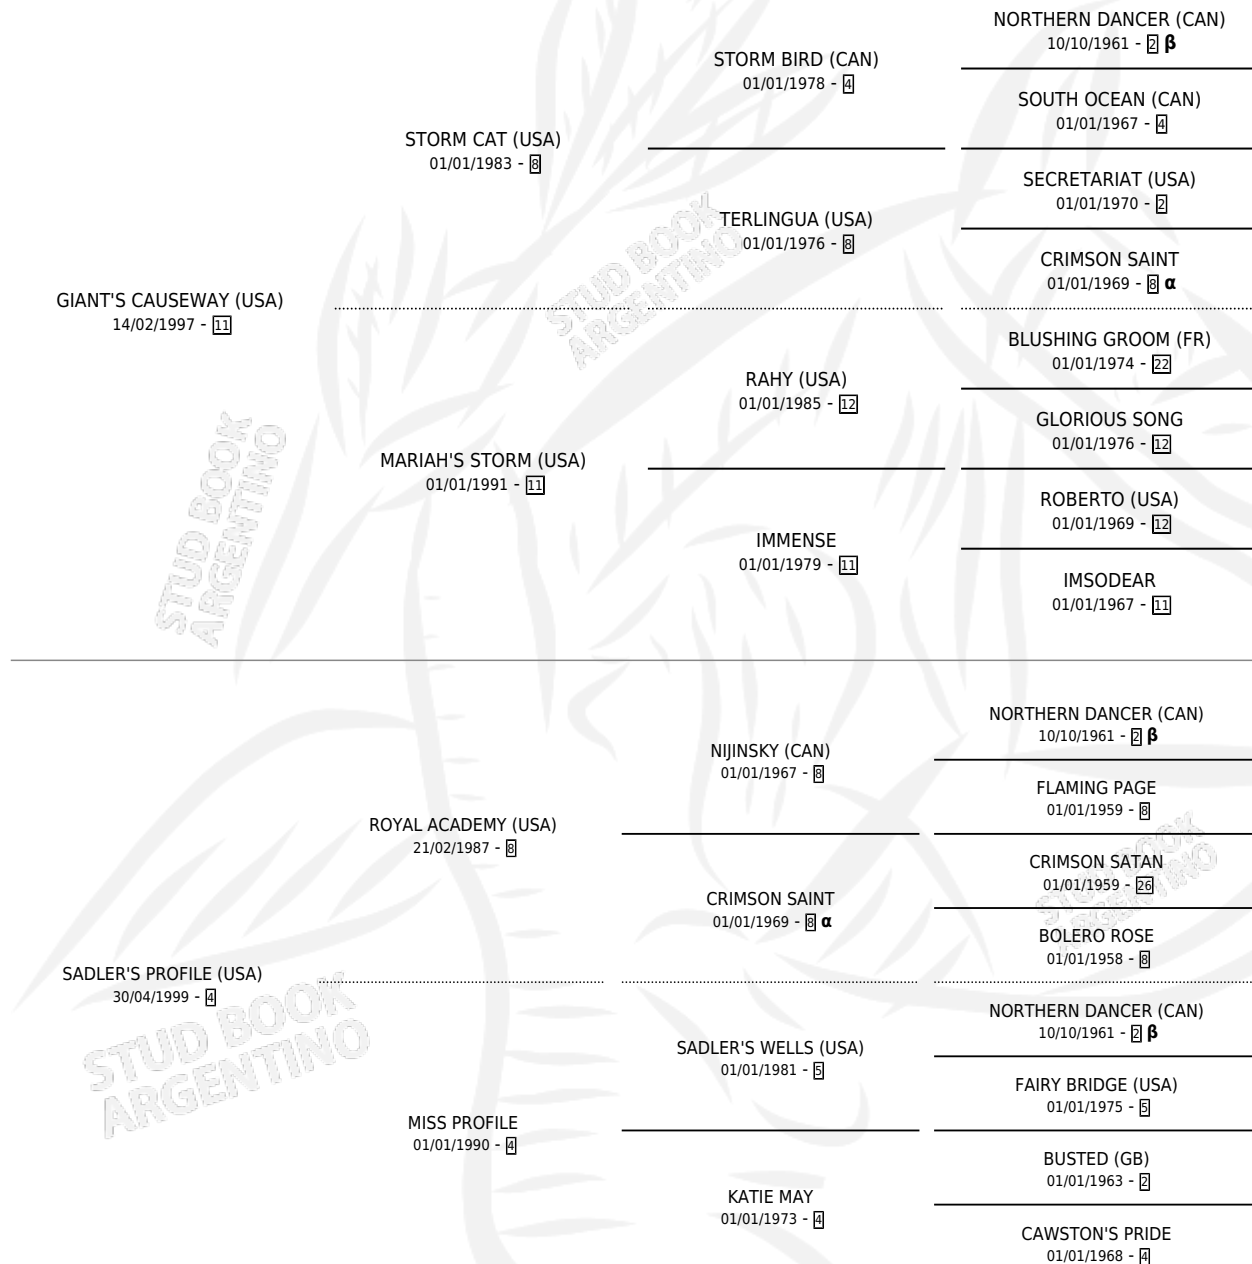 GIANT'S CAUSEWAY (USA)
14/02/1997 - 11
STORM CAT (USA)
01/01/1983 - 8
MARIAH'S STORM (USA)
01/01/1991 - 11
STORM BIRD (CAN)
01/01/1978 - 4
TERLINGUA (USA)
01/01/1976 - 8
RAHY (USA)
01/01/1985 - 12
IMMENSE
01/01/1979 - 11
NORTHERN DANCER (CAN)
10/10/1961 - 2 β
SOUTH OCEAN (CAN)
01/01/1967 - 4
SECRETARIAT (USA)
01/01/1970 - 2
CRIMSON SAINT
01/01/1969 - 8 α
BLUSHING GROOM (FR)
01/01/1974 - 22
GLORIOUS SONG
01/01/1976 - 12
ROBERTO (USA)
01/01/1969 - 12
IMSODEAR
01/01/1967 - 11
SADLER'S PROFILE (USA)
30/04/1999 - 4
ROYAL ACADEMY (USA)
21/02/1987 - 8
MISS PROFILE
01/01/1990 - 4
NIJINSKY (CAN)
01/01/1967 - 8
CRIMSON SAINT
01/01/1969 - 8 α
SADLER'S WELLS (USA)
01/01/1981 - 5
KATIE MAY
01/01/1973 - 4
NORTHERN DANCER (CAN)
10/10/1961 - 2 β
FLAMING PAGE
01/01/1959 - 8
CRIMSON SATAN
01/01/1959 - 26
BOLERO ROSE
01/01/1958 - 8
NORTHERN DANCER (CAN)
10/10/1961 - 2 β
FAIRY BRIDGE (USA)
01/01/1975 - 5
BUSTED (GB)
01/01/1963 - 2
CAWSTON'S PRIDE
01/01/1968 - 4
STUD BOOK
ARGENTINO
STUD BOOK
ARGENTINO
STUD BOOK
ARGENTINO
STUD BOOK
ARGENTINO